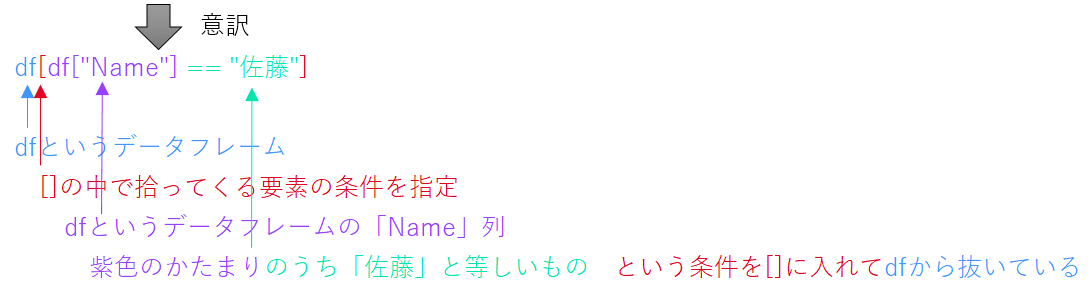 意訳
df[df["Name"] == "佐藤"]
dfというデータフレーム
[]の中で拾ってくる要素の条件を指定
dfというデータフレームの「Name」列
紫色のかたまりのうち「佐藤」と等しいもの　という条件を[]に入れてdfから抜いている